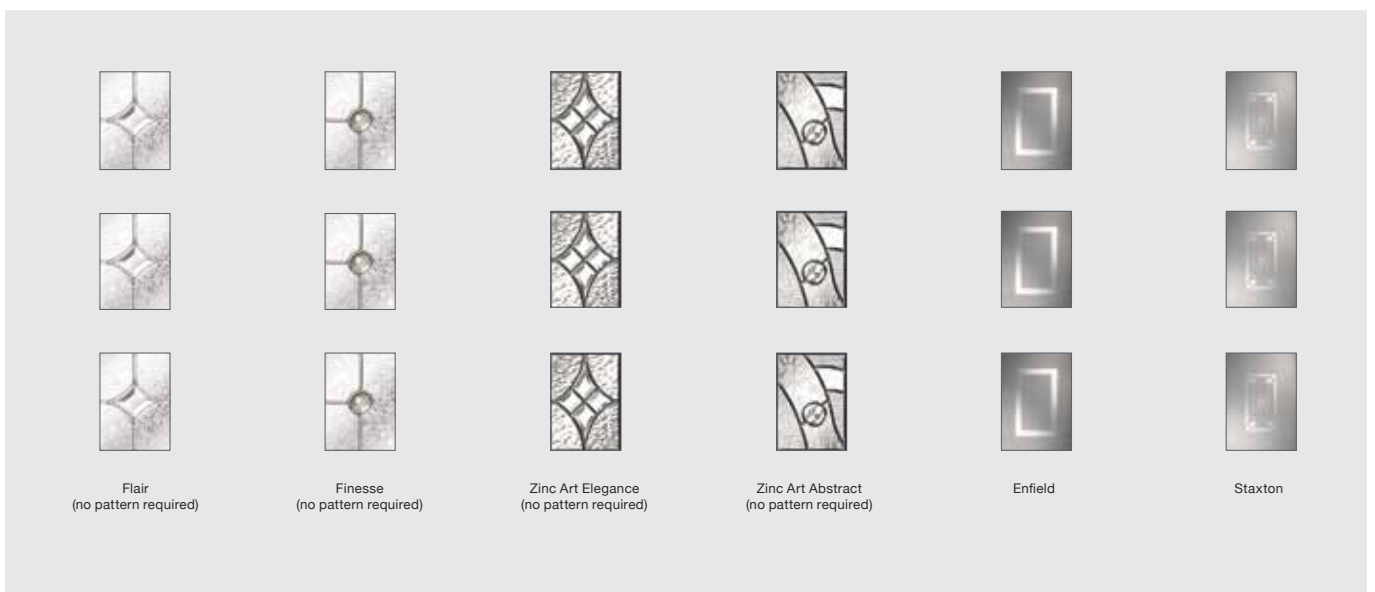 Flair
(no pattern required)
Finesse
(no pattern required)
Zinc Art Elegance
(no pattern required)
Zinc Art Abstract
(no pattern required)
Enfield
Staxton